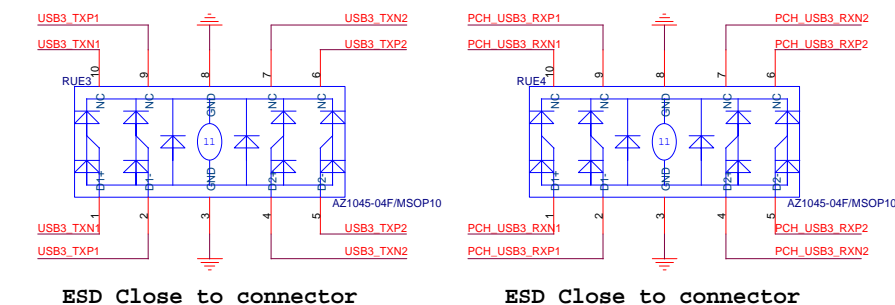 USB3_TXP1
USB3_TXN2
PCH_USB3_RXP1
PCH_USB3_RXN2
USB3_TXN1
USB3_TXP2
PCH_USB3_RXN1
PCH_USB3_RXP2
10
9
8
7
6
10
9
8
7
6
RUE3
RUE4
NC
NC
GND
NC
NC
NC
NC
GND
NC
NC
11
11
D1+
D1-
GND
D2+
D2-
D1+
D1-
GND
D2+
D2-
AZ1045-04F/MSOP10
AZ1045-04F/MSOP10
1
2
3
4
5
1
2
3
4
5
USB3_TXN1
USB3_TXP2
PCH_USB3_RXN1
PCH_USB3_RXP2
USB3_TXP1
USB3_TXN2
PCH_USB3_RXP1
PCH_USB3_RXN2
ESD Close to connector
ESD Close to connector